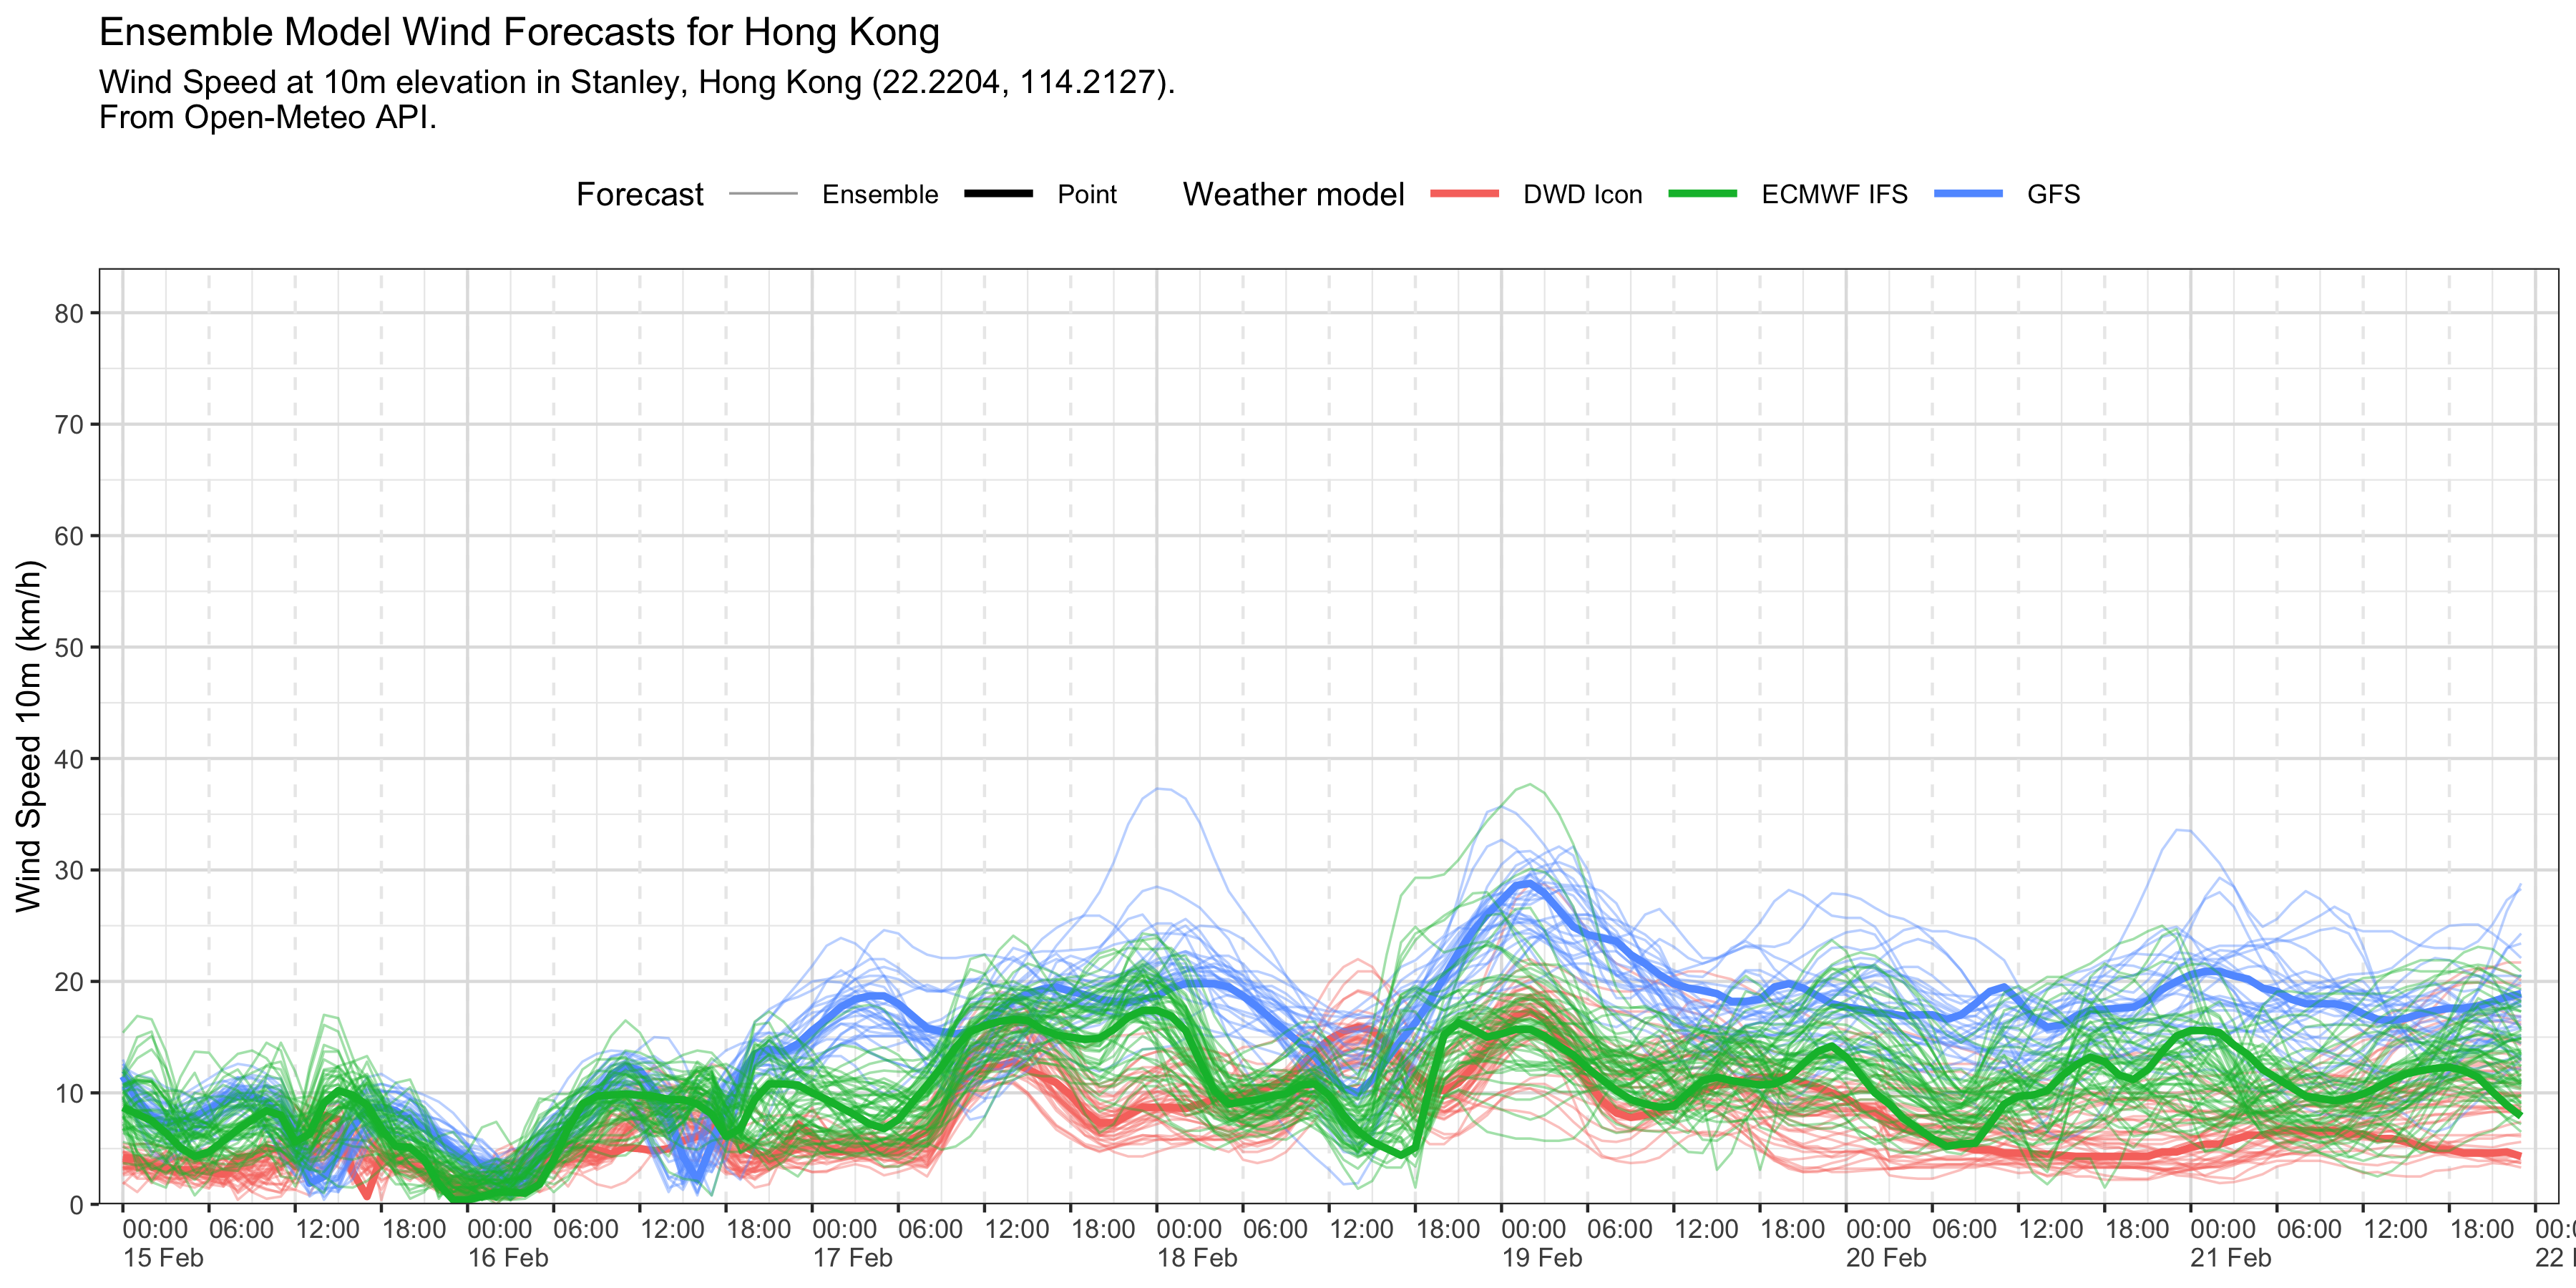 Ensemble Model Wind Forecasts for Hong Kong
Wind Speed at 10m elevation in Stanley, Hong Kong (22.2204, 114.2127).
From Open-Meteo API.
Forecast Ensemble Point Weather model DWD Icon ECMWF IFS GFS
Wind Speed 10m (km/h)
80
70
60
50
40
30
20
10
0
00:00 06:00 12:00 18:00 00:00 06:00 12:00 18:00 00:00 06:00 12:00 18:00 00:00 06:00 12:00 18:00 00:00 06:00 12:00 18:00 00:00 06:00 12:00 18:00 00:00 06:00 12:00 18:00
15 Feb 16 Feb 17 Feb 18 Feb 19 Feb 20 Feb 21 Feb 22